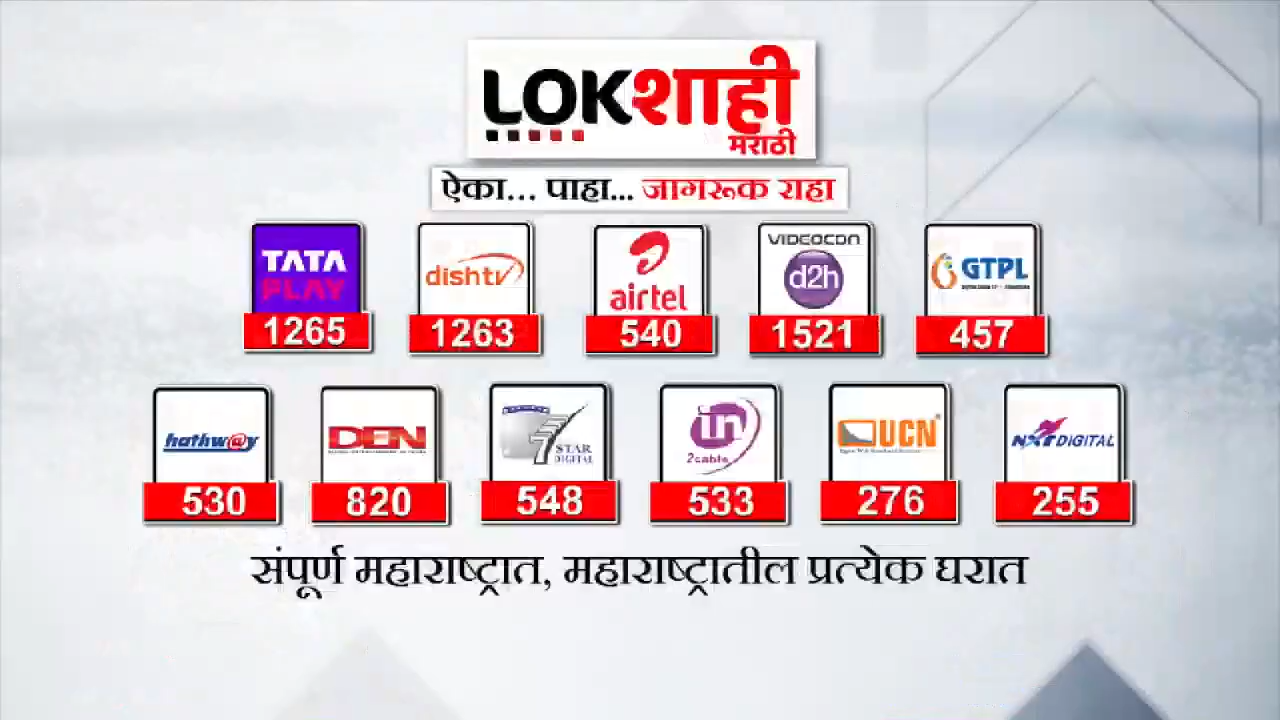 LOKशाही
मराठी
ऐका... पाहा... जागरूक राहा
TATA PLAY
1265
dishtv
1263
airtel
540
VIDEOCON d2h
1521
GTPL
457
hathw@y
530
DEN
820
7 STAR DIGITAL
548
in 2cable
533
UCN
276
NXT DIGITAL
255
संपूर्ण महाराष्ट्रात, महाराष्ट्रातील प्रत्येक घरात